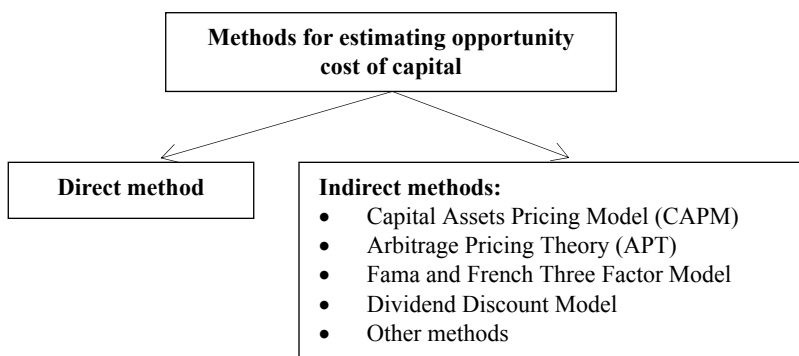 Methods for estimating opportunity
cost of capital
Direct method
Indirect methods:
• Capital Assets Pricing Model (CAPM)
• Arbitrage Pricing Theory (APT)
• Fama and French Three Factor Model
• Dividend Discount Model
• Other methods